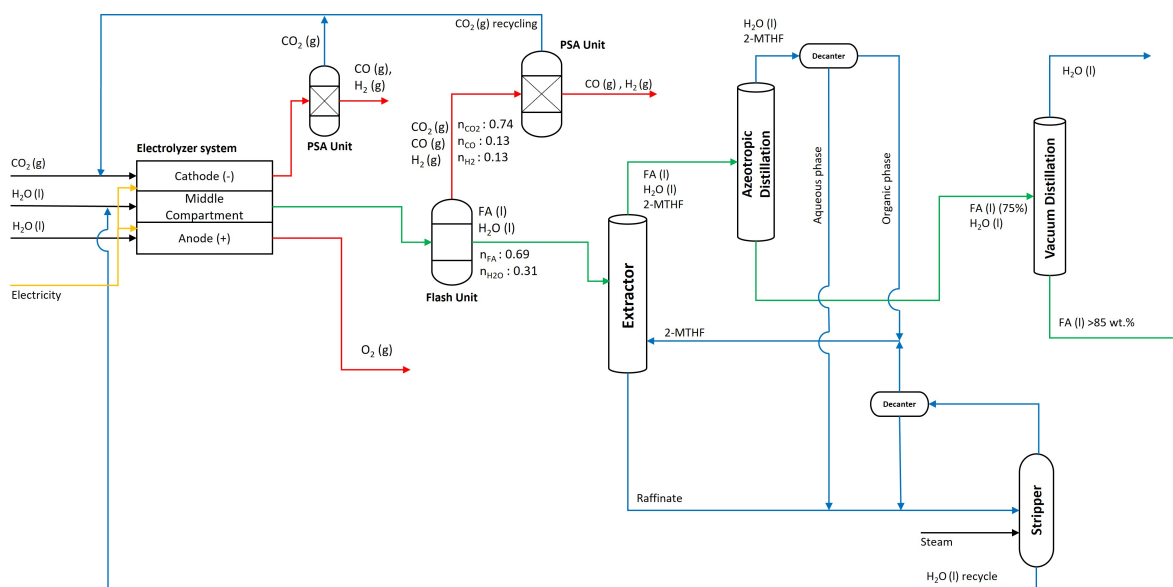 CO2 (g) recycling
CO2 (g)
PSA Unit
CO (g),
H2 (g)
PSA Unit
CO2 (g)
CO (g)
H2 (g)
nCO2 : 0.74
nCO : 0.13
nH2 : 0.13
CO (g) , H2 (g)
H2O (l)
2-MTHF
Decanter
H2O (l)
Electrolyzer system
CO2 (g)
Cathode (-)
H2O (l)
Middle
Compartment
H2O (l)
Anode (+)
Electricity
O2 (g)
FA (l)
H2O (l)
nFA : 0.69
nH2O : 0.31
Flash Unit
FA (l)
H2O (l)
2-MTHF
Extractor
Azeotropic
Distillation
Aqueous phase
Organic phase
FA (l) (75%)
H2O (l)
Vacuum Distillation
FA (l) >85 wt.%
2-MTHF
Decanter
Raffinate
Steam
Stripper
H2O (l) recycle